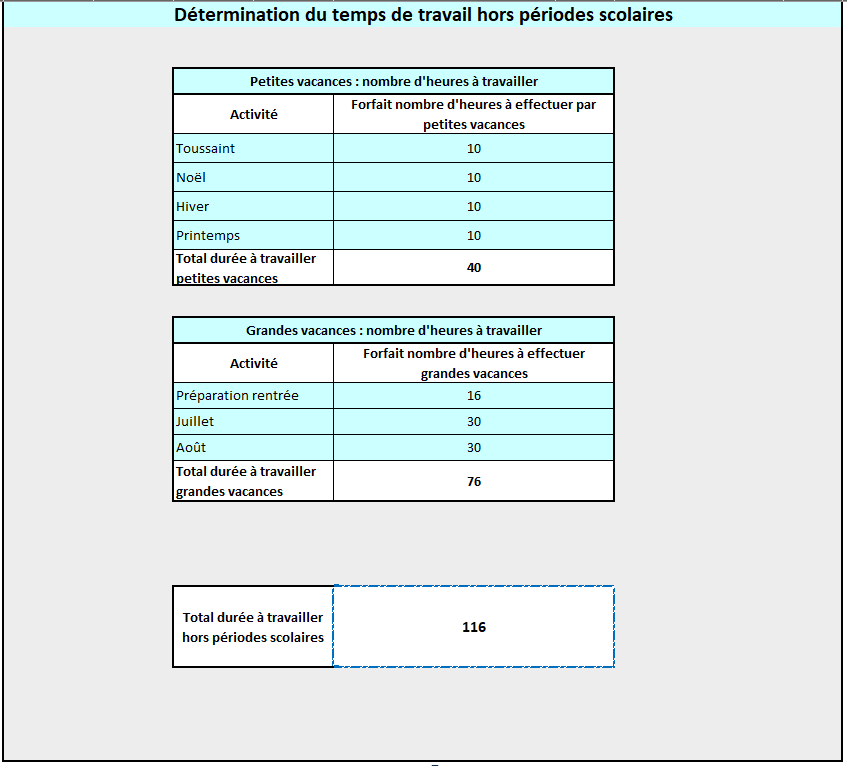 Détermination du temps de travail hors périodes scolaires
Petites vacances : nombre d'heures à travailler
Activité
Forfait nombre d'heures à effectuer par
petites vacances
Toussaint 10
Noël 10
Hiver 10
Printemps 10
Total durée à travailler
petites vacances
40
Grandes vacances : nombre d'heures à travailler
Activité
Forfait nombre d'heures à effectuer
grandes vacances
Préparation rentrée 16
Juillet 30
Août 30
Total durée à travailler
grandes vacances
76
Total durée à travailler
hors périodes scolaires
116